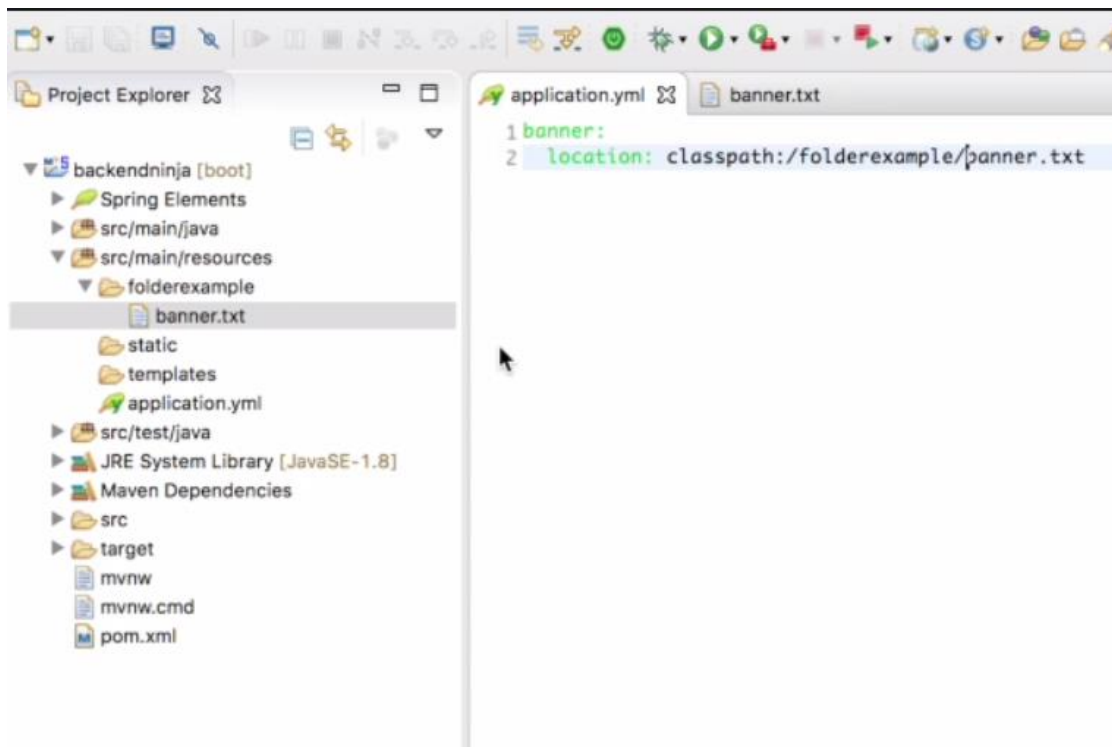 Project Explorer
backendninja [boot]
Spring Elements
src/main/java
src/main/resources
folderexample
banner.txt
static
templates
application.yml
src/test/java
JRE System Library [JavaSE-1.8]
Maven Dependencies
src
target
mvnw
mvnw.cmd
pom.xml
application.yml banner.txt
1 banner:
2 location: classpath:/folderexample/banner.txt